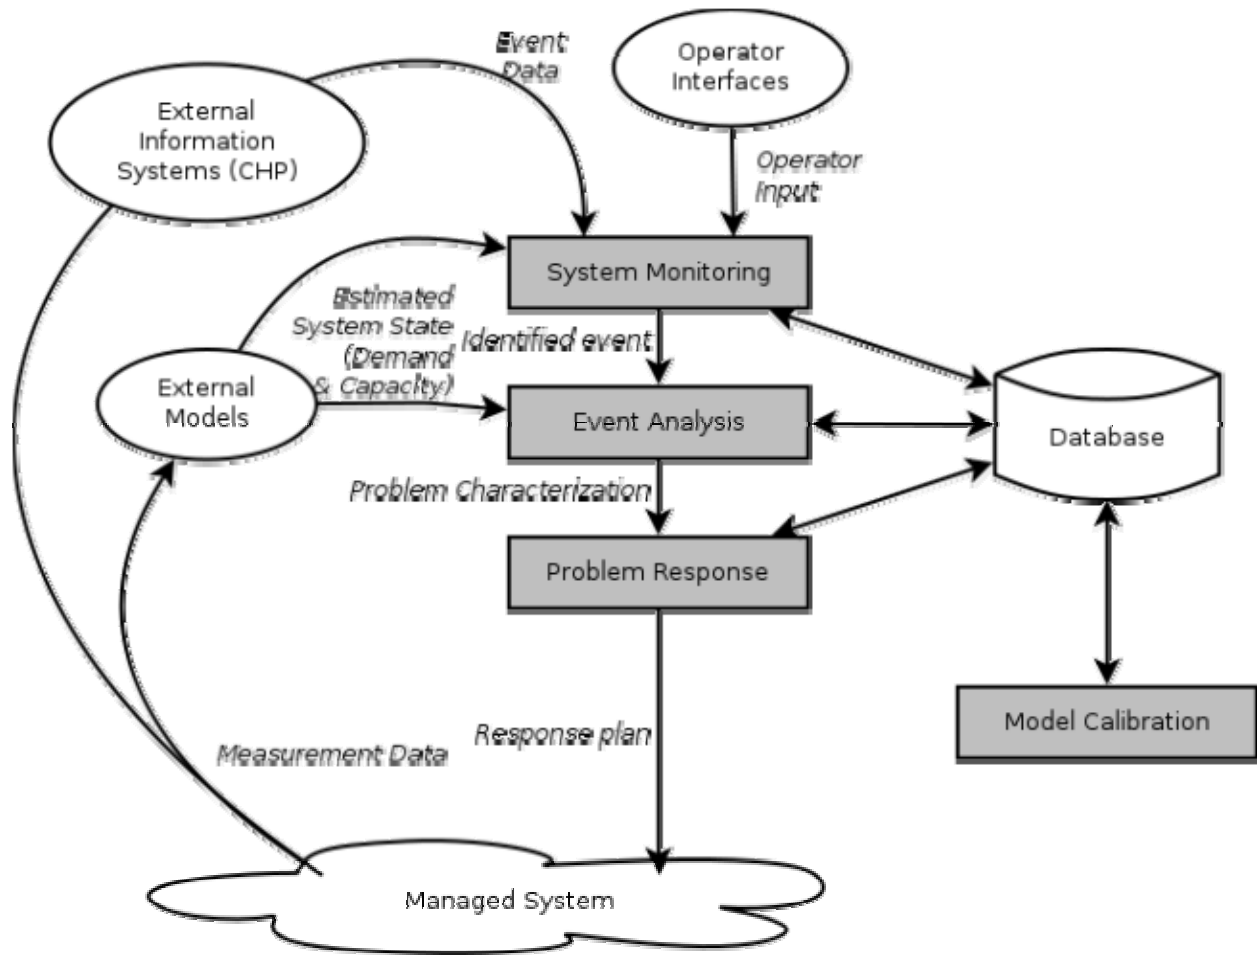 Event
Data
Operator
Interfaces
External
Information
Systems (CHP)
Operator
Input
System Monitoring
Estimated
System State
(Demand
& Capacity)
Identified event
External
Models
Event Analysis
Database
Problem Characterization
Problem Response
Model Calibration
Response plan
Measurement Data
Managed System